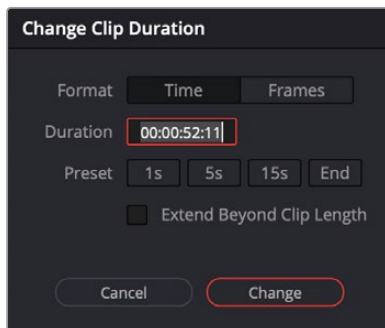 Change Clip Duration
Format Time Frames
Duration 00:00:52:11
Preset 1s 5s 15s End
Extend Beyond Clip Length
Cancel Change